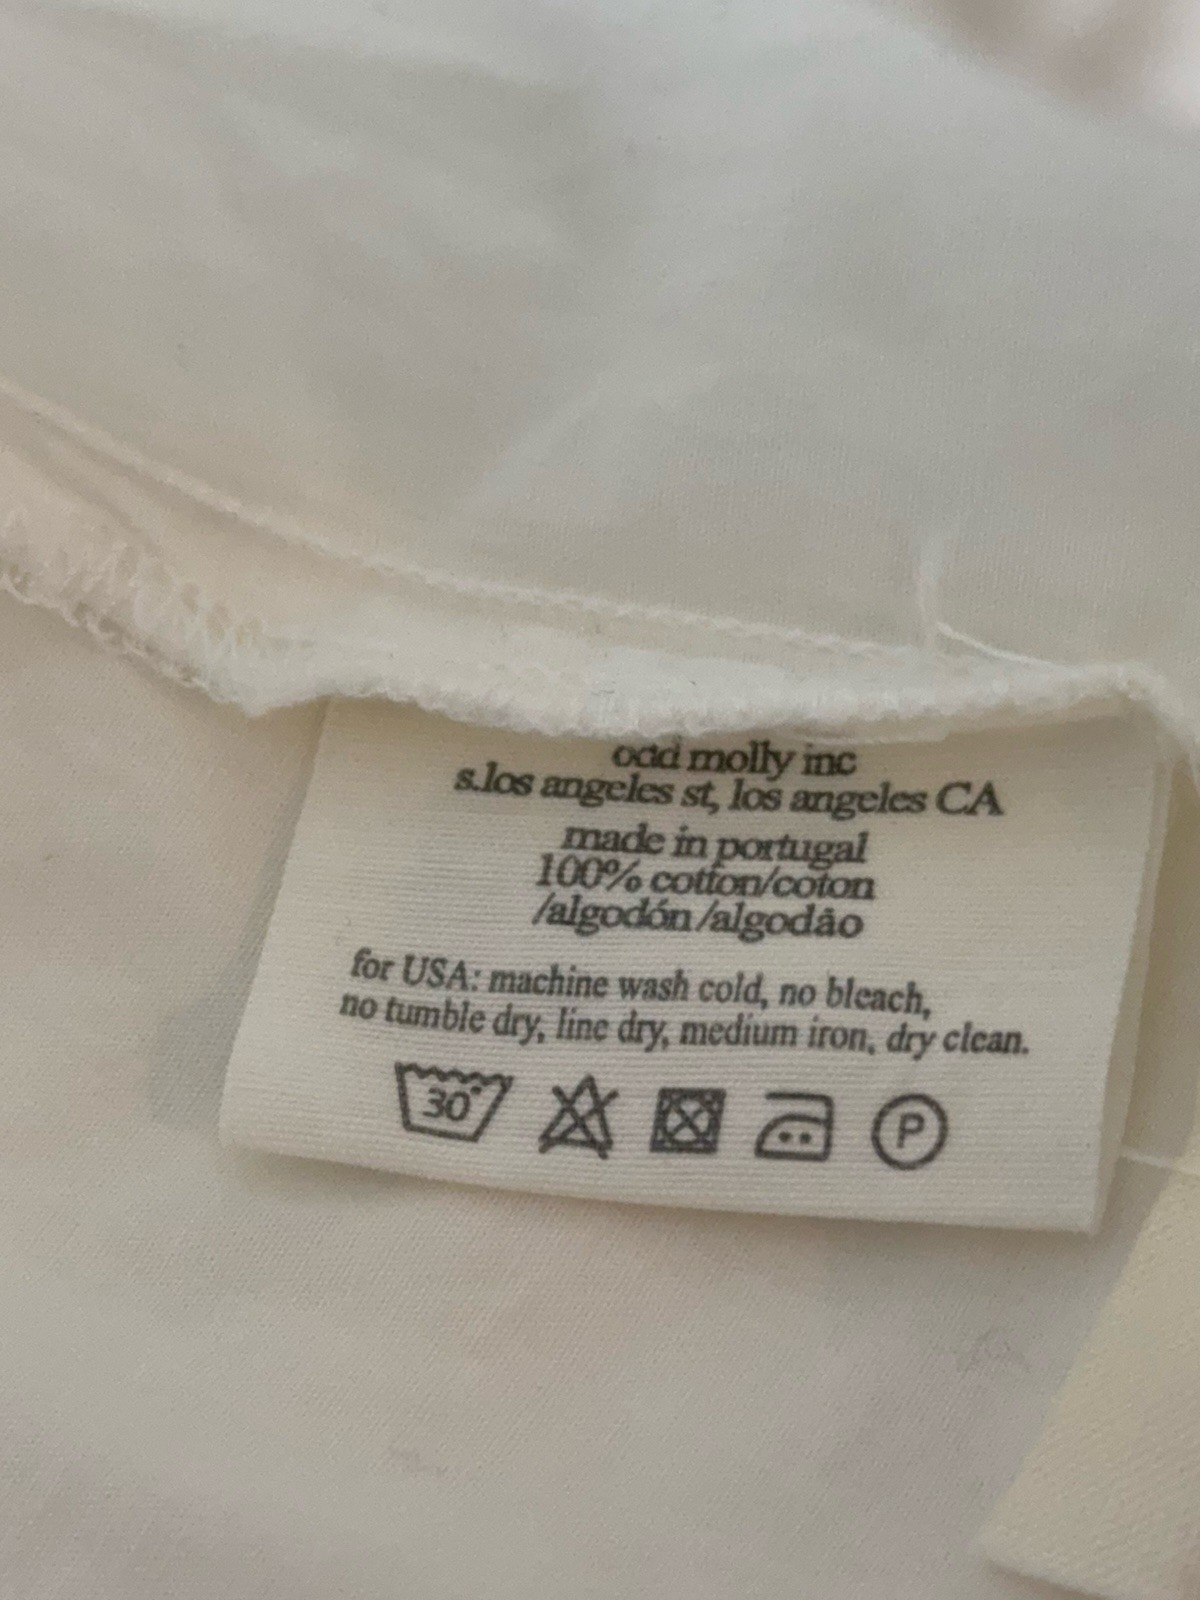 odd molly inc
s.los angeles st, los angeles CA
made in portugal
100% cotton/coton
/algodón/algodão
for USA: machine wash cold, no bleach,
no tumble dry, line dry, medium iron, dry clean.
30° P